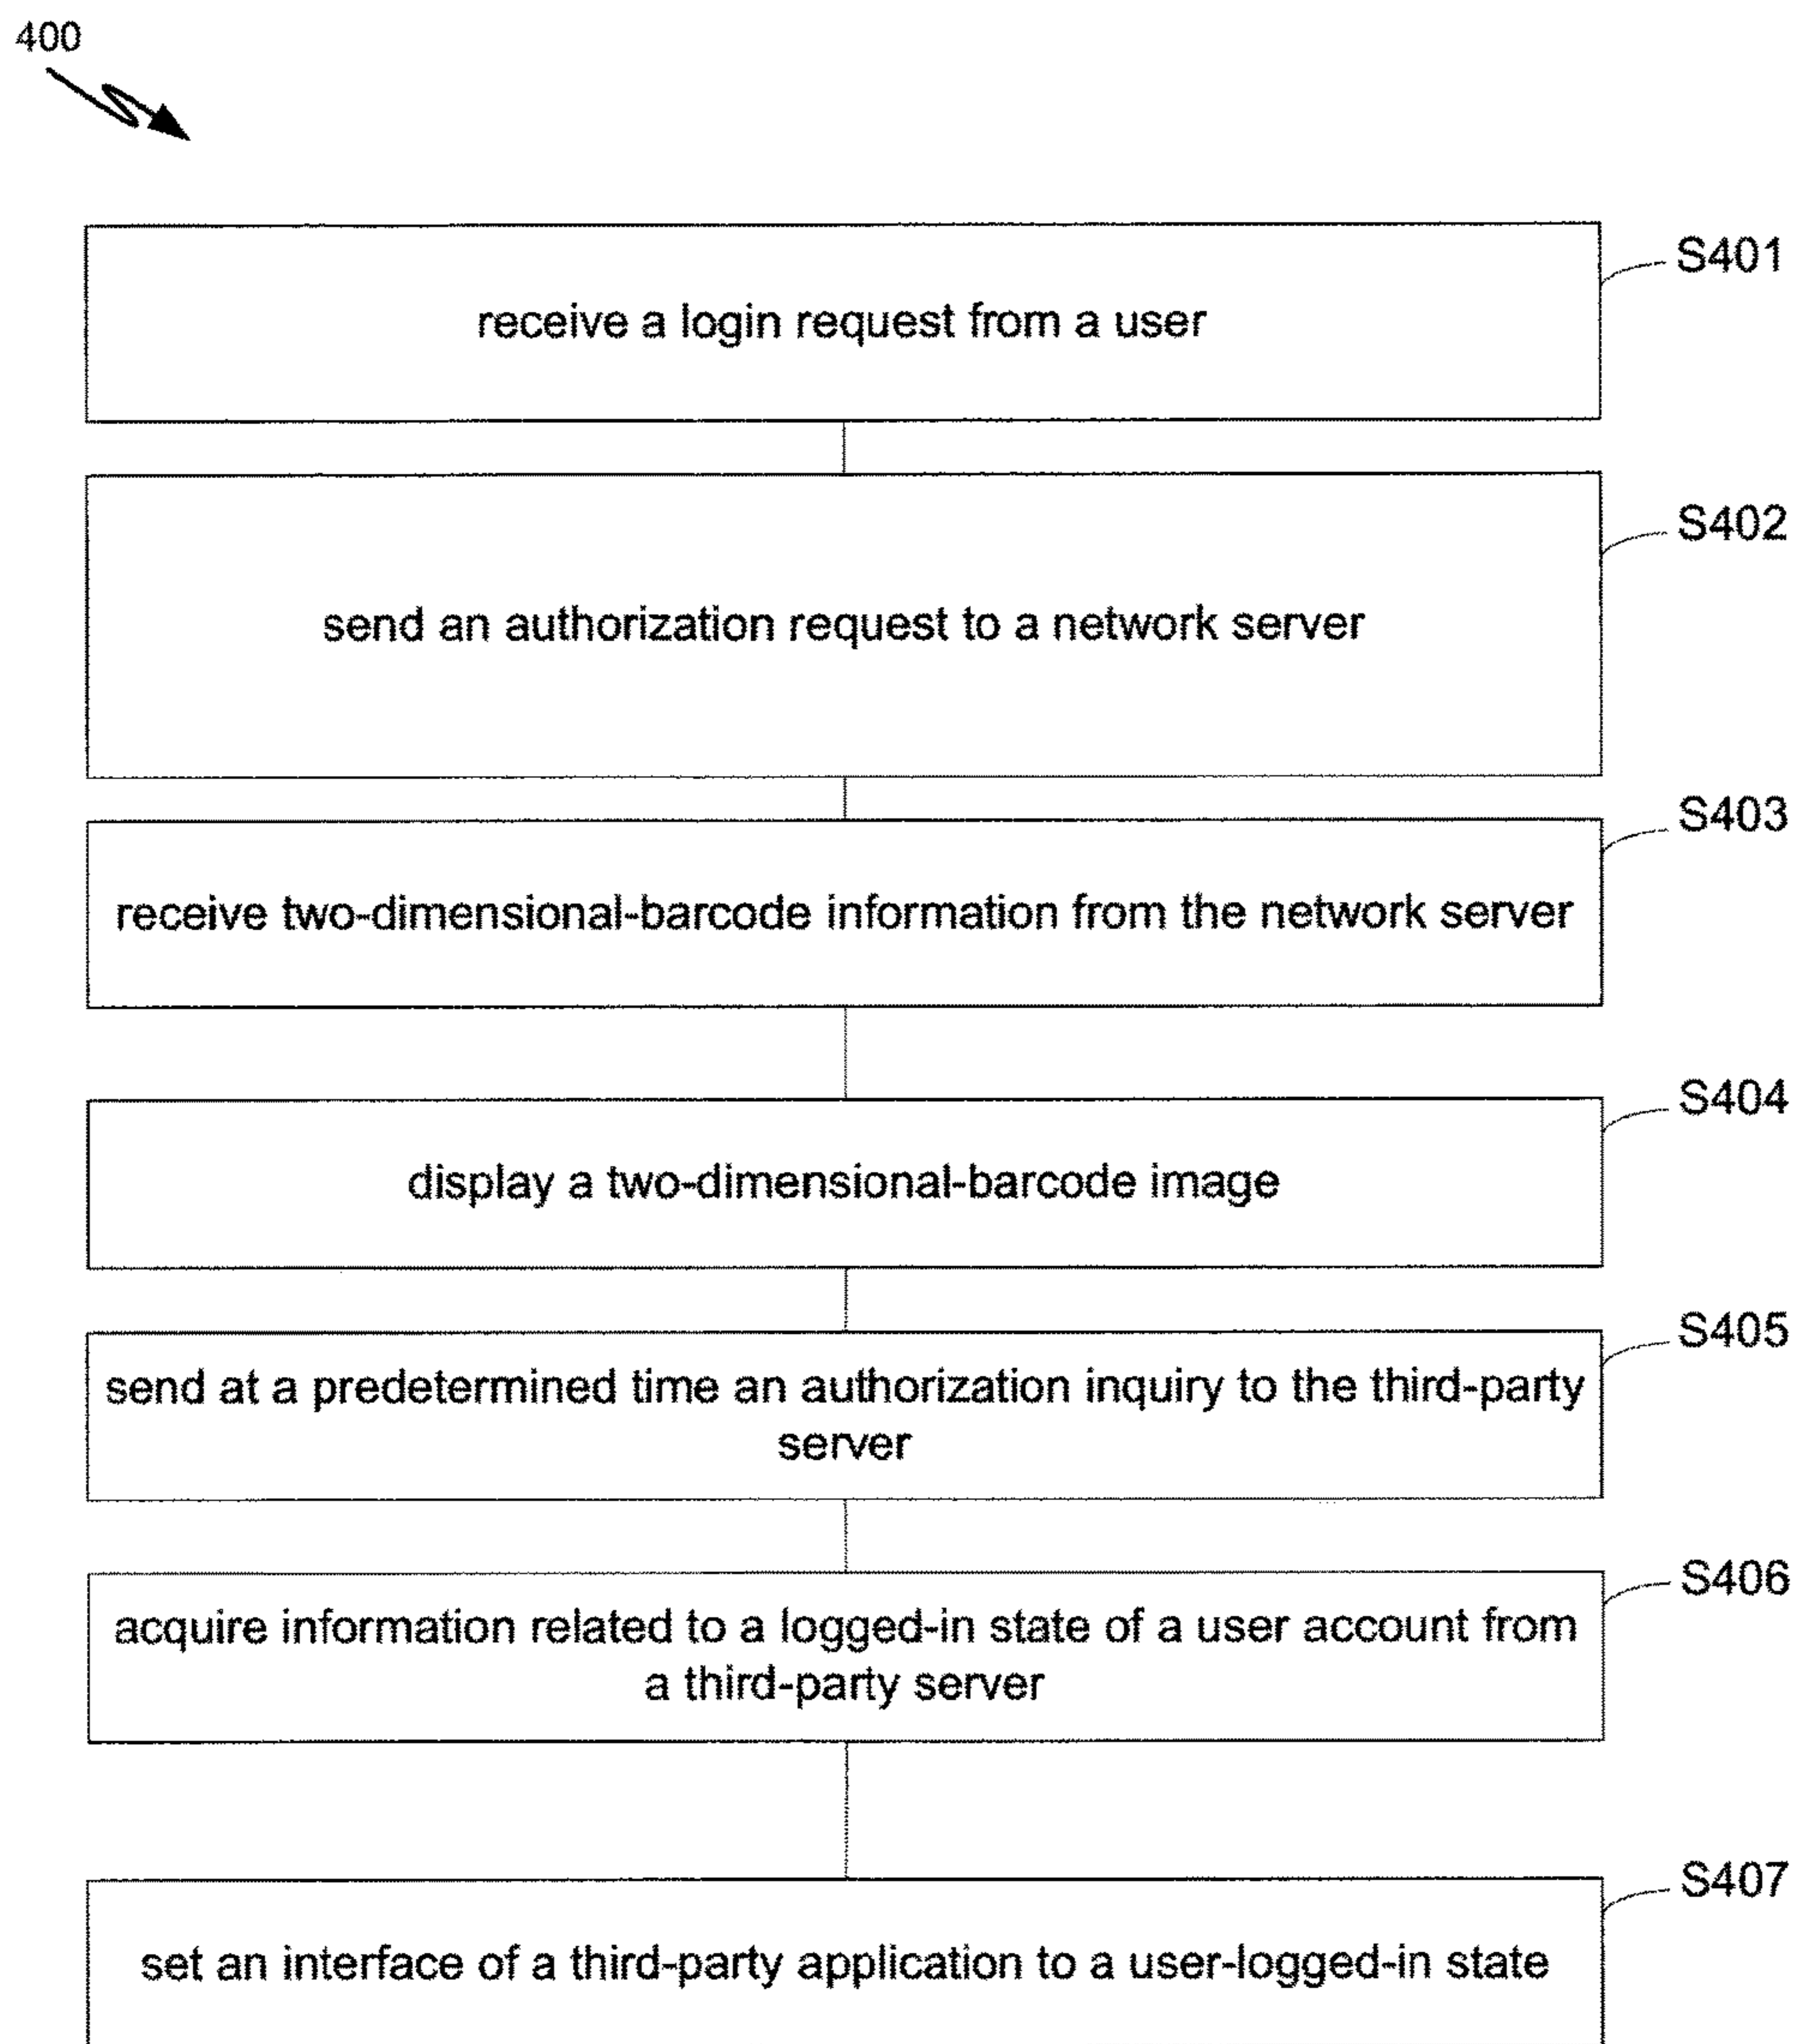 400
S401
receive a login request from a user
S402
send an authorization request to a network server
S403
receive two-dimensional-barcode information from the network server
S404
display a two-dimensional-barcode image
S405
send at a predetermined time an authorization inquiry to the third-party
server
S406
acquire information related to a logged-in state of a user account from
a third-party server
S407
set an interface of a third-party application to a user-logged-in state